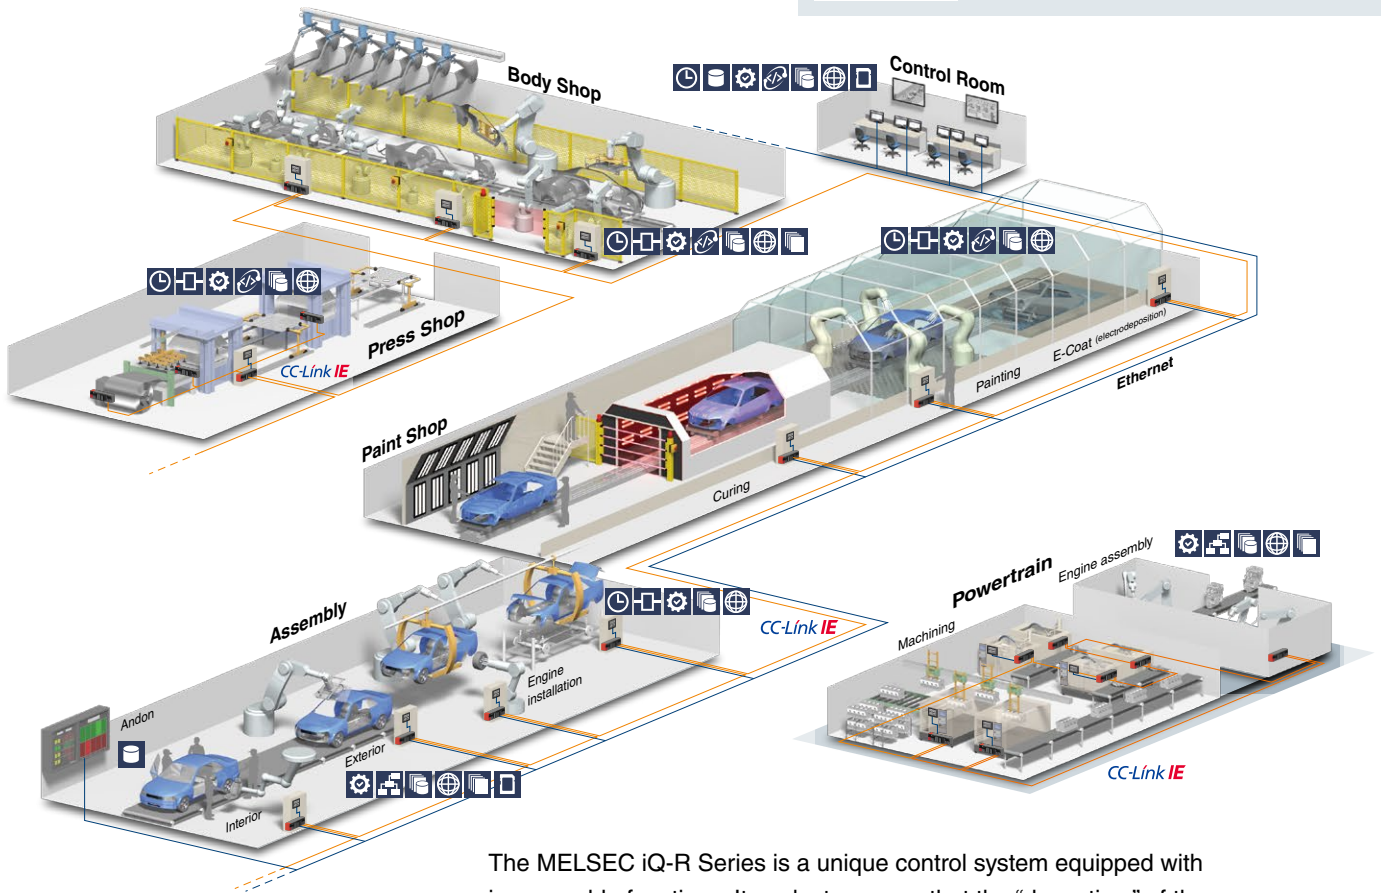 Body Shop
Control Room
Press Shop
CC-Link IE
E-Coat (electrodeposition)
Painting
Ethernet
Paint Shop
Curing
Engine assembly
Powertrain
Machining
Assembly
CC-Link IE
Engine
installation
Andon
Exterior
Interior
CC-Link IE
The MELSEC iQ-R Series is a unique control system equipped with